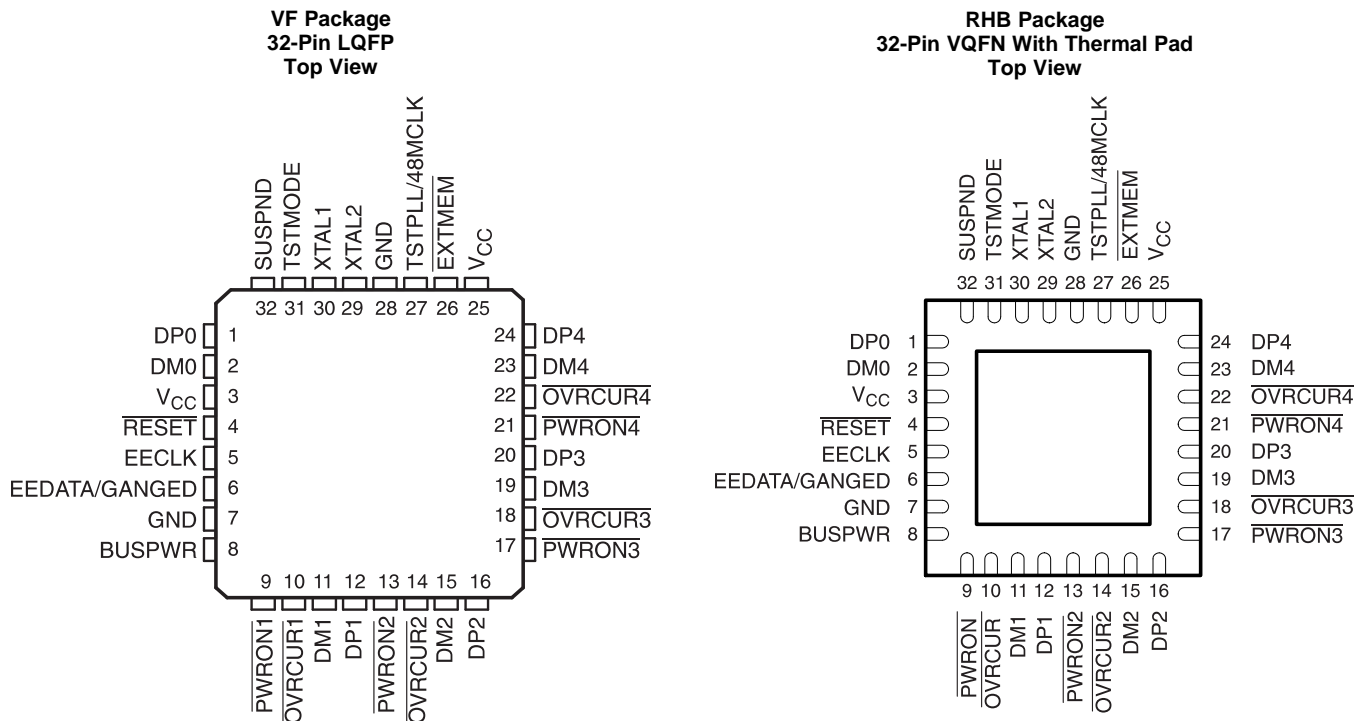 VF Package
32-Pin LQFP
Top View
SUSPND
TSTMODE
XTAL1
XTAL2
GND
TSTPLL/48MCLK
EXTMEM
VCC
32 31 30 29 28 27 26 25
DP0 1
DM0 2
VCC 3
RESET 4
EECLK 5
EEDATA/GANGED 6
GND 7
BUSPWR 8
24 DP4
23 DM4
22 OVRCUR4
21 PWRON4
20 DP3
19 DM3
18 OVRCUR3
17 PWRON3
9 10 11 12 13 14 15 16
PWRON1
OVRCUR1
DM1
DP1
PWRON2
OVRCUR2
DM2
DP2
RHB Package
32-Pin VQFN With Thermal Pad
Top View
SUSPND
TSTMODE
XTAL1
XTAL2
GND
TSTPLL/48MCLK
EXTMEM
VCC
32 31 30 29 28 27 26 25
DP0 1
DM0 2
VCC 3
RESET 4
EECLK 5
EEDATA/GANGED 6
GND 7
BUSPWR 8
24 DP4
23 DM4
22 OVRCUR4
21 PWRON4
20 DP3
19 DM3
18 OVRCUR3
17 PWRON3
9 10 11 12 13 14 15 16
PWRON
OVRCUR
DM1
DP1
PWRON2
OVRCUR2
DM2
DP2